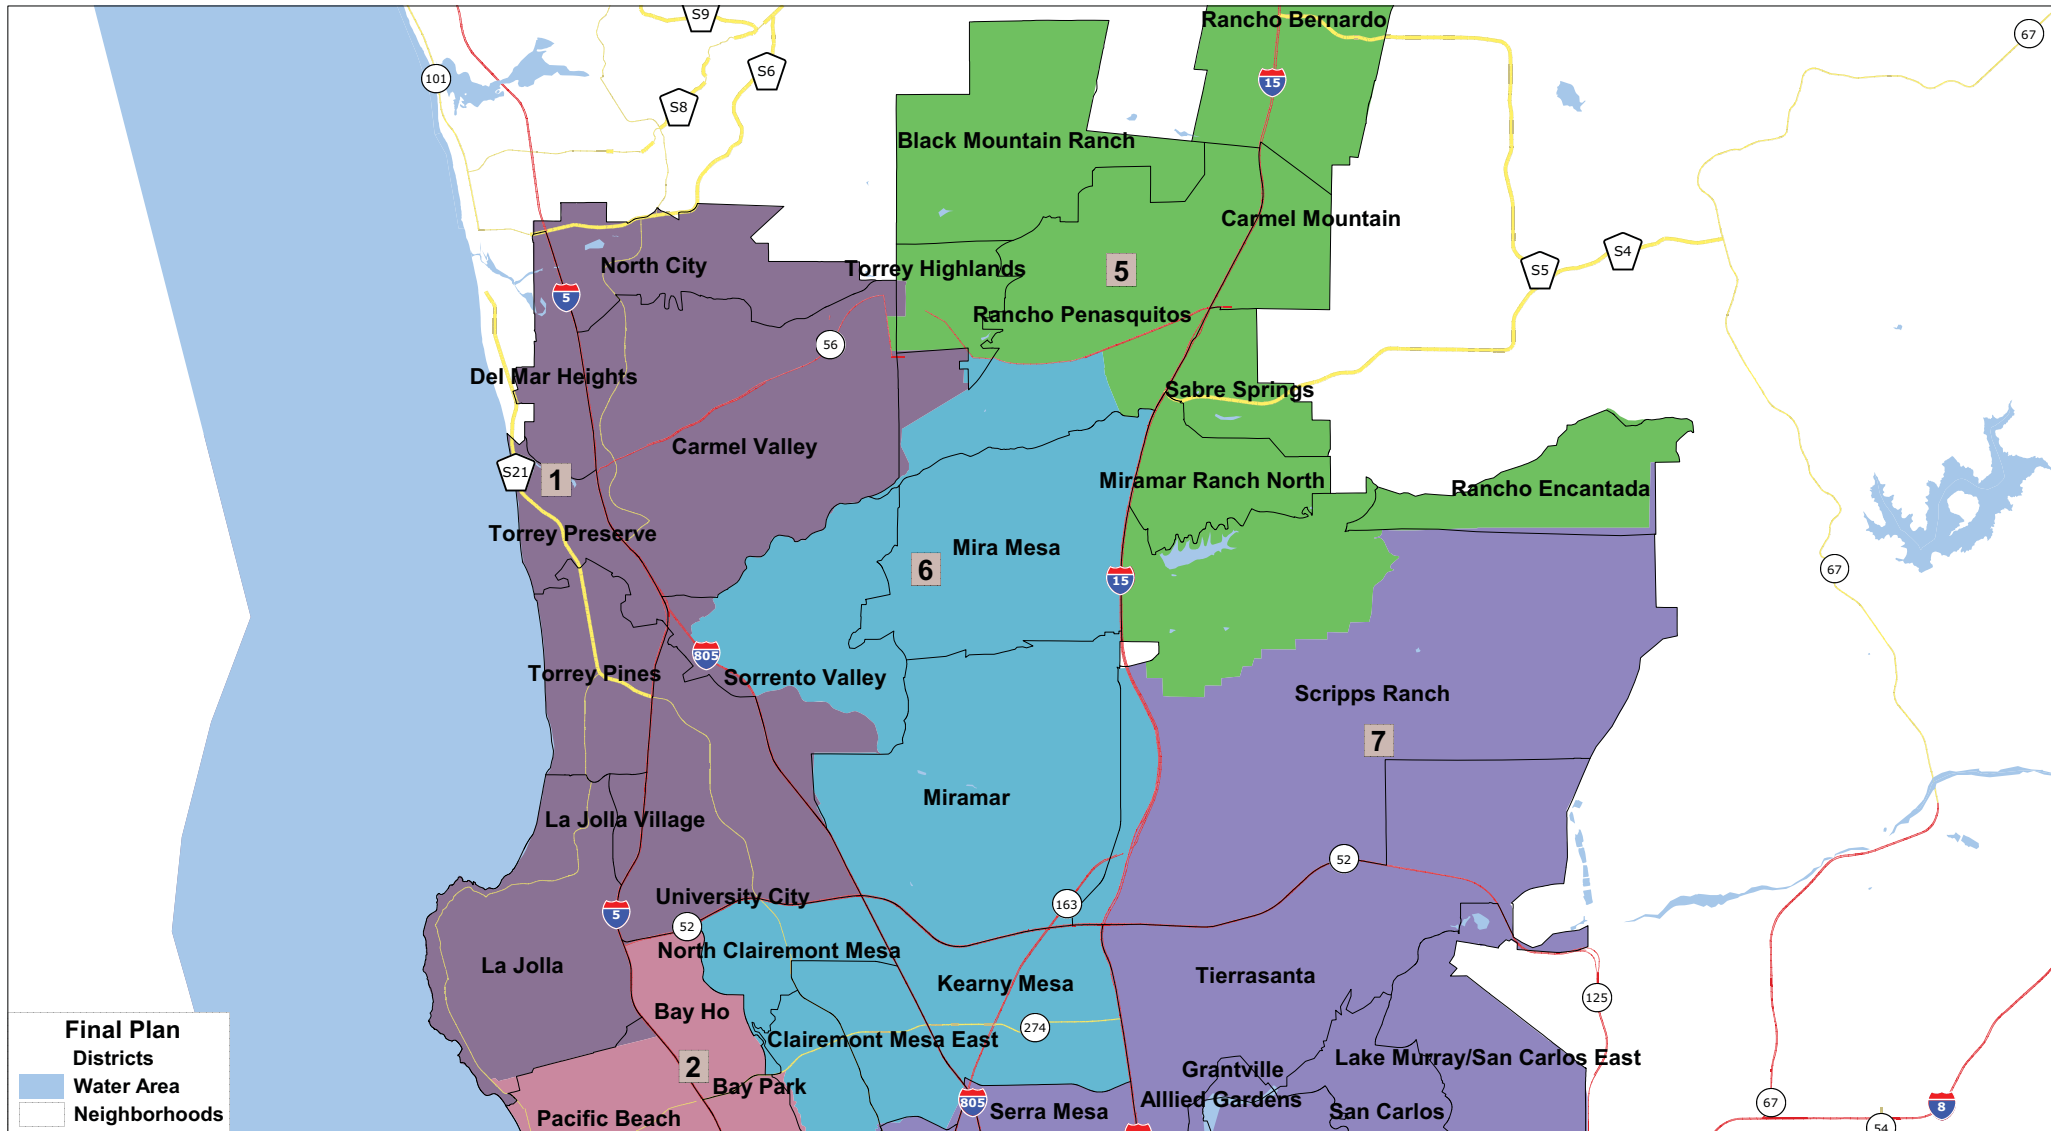 S9
Rancho Bernardo
67
101
S6
15
S8
Black Mountain Ranch
Carmel Mountain
North City
Torrey Highlands
5
S5
S4
5
Rancho Penasquitos
56
Del Mar Heights
Sabre Springs
Carmel Valley
S21
1
Miramar Ranch North
Rancho Encantada
Torrey Preserve
Mira Mesa
6
15
67
805
Torrey Pines
Sorrento Valley
Scripps Ranch
7
Miramar
La Jolla Village
52
University City
163
5
52
North Clairemont Mesa
La Jolla
Kearny Mesa
Tierrasanta
125
Bay Ho
274
Clairemont Mesa East
Lake Murray/San Carlos East
2
Grantville
Bay Park
Alllied Gardens
805
Serra Mesa
San Carlos
67
8
Pacific Beach
54
Final Plan
Districts
Water Area
Neighborhoods